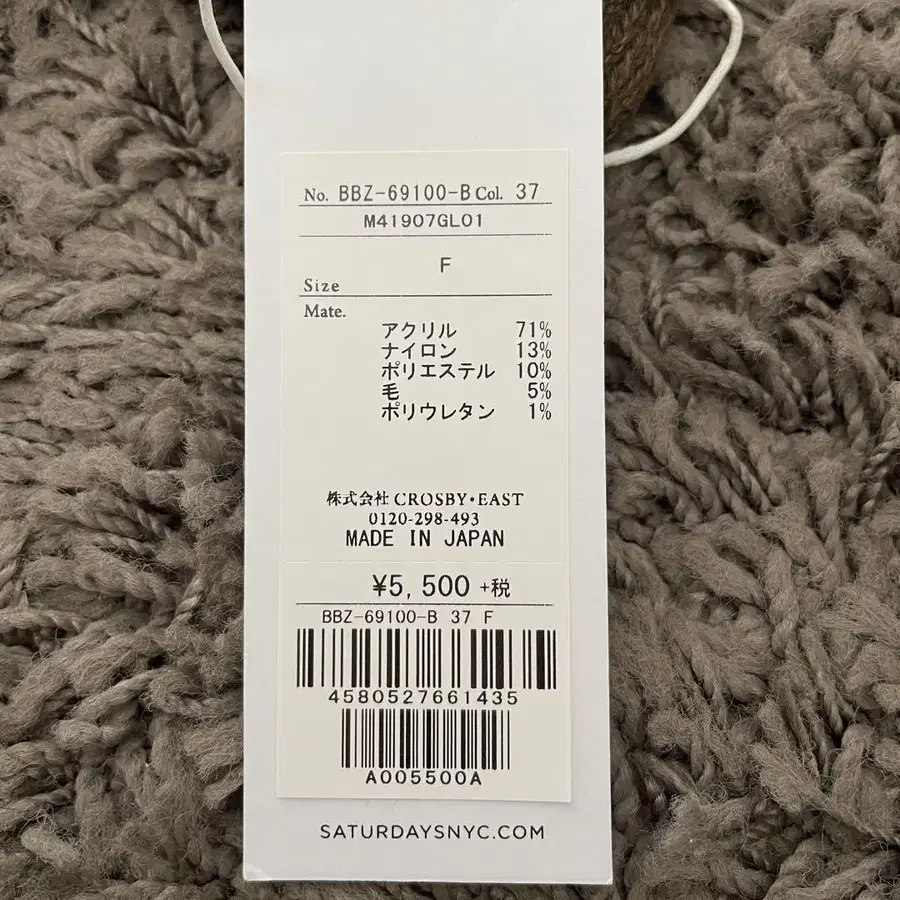 No. BBZ-69100-B Col. 37
M41907GL01
F
Size
Mate.
アクリル 71%
ナイロン 13%
ポリエステル 10%
毛 5%
ポリウレタン 1%
株式会社 CROSBY・EAST
0120-298-493
MADE IN JAPAN
¥5,500 +税
BBZ-69100-B 37 F
4580527661435
A005500A
SATURDAYSNYC.COM